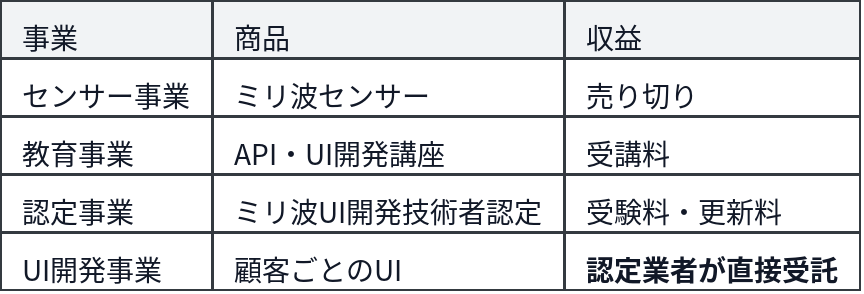 事業 商品 収益
センサー事業 ミリ波センサー 売り切り
教育事業 API・UI開発講座 受講料
認定事業 ミリ波UI開発技術者認定 受験料・更新料
UI開発事業 顧客ごとのUI 認定業者が直接受託